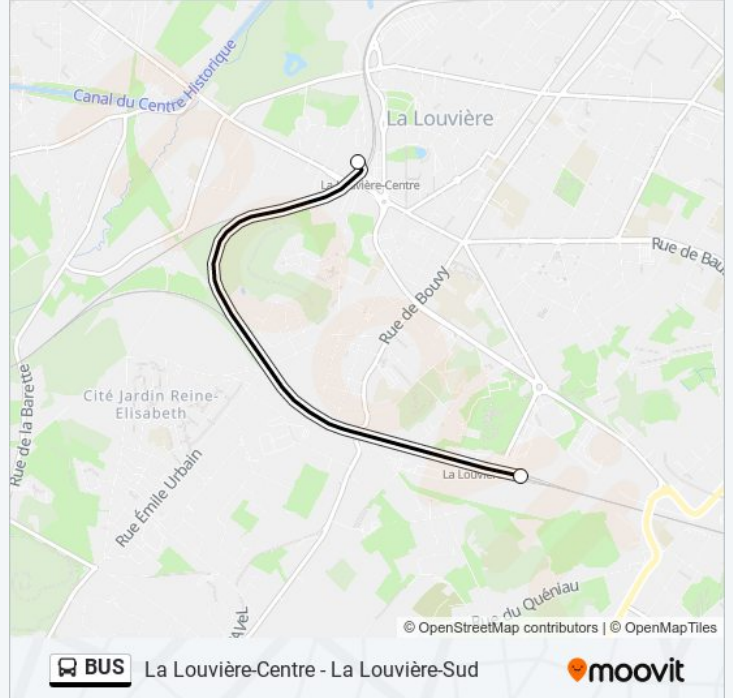 Canal du Centre Historique
La Louvière
La Louvière-Centre
Rue de Bau
Rue de Bouvy
Cité Jardin Reine-
Elisabeth
Rue de la Barette
Rue Émile Urbain
La Louviè
Rue du Quéniau
AVeL
© OpenStreetMap contributors | © OpenMapTiles
BUS La Louvière-Centre - La Louvière-Sud moovit